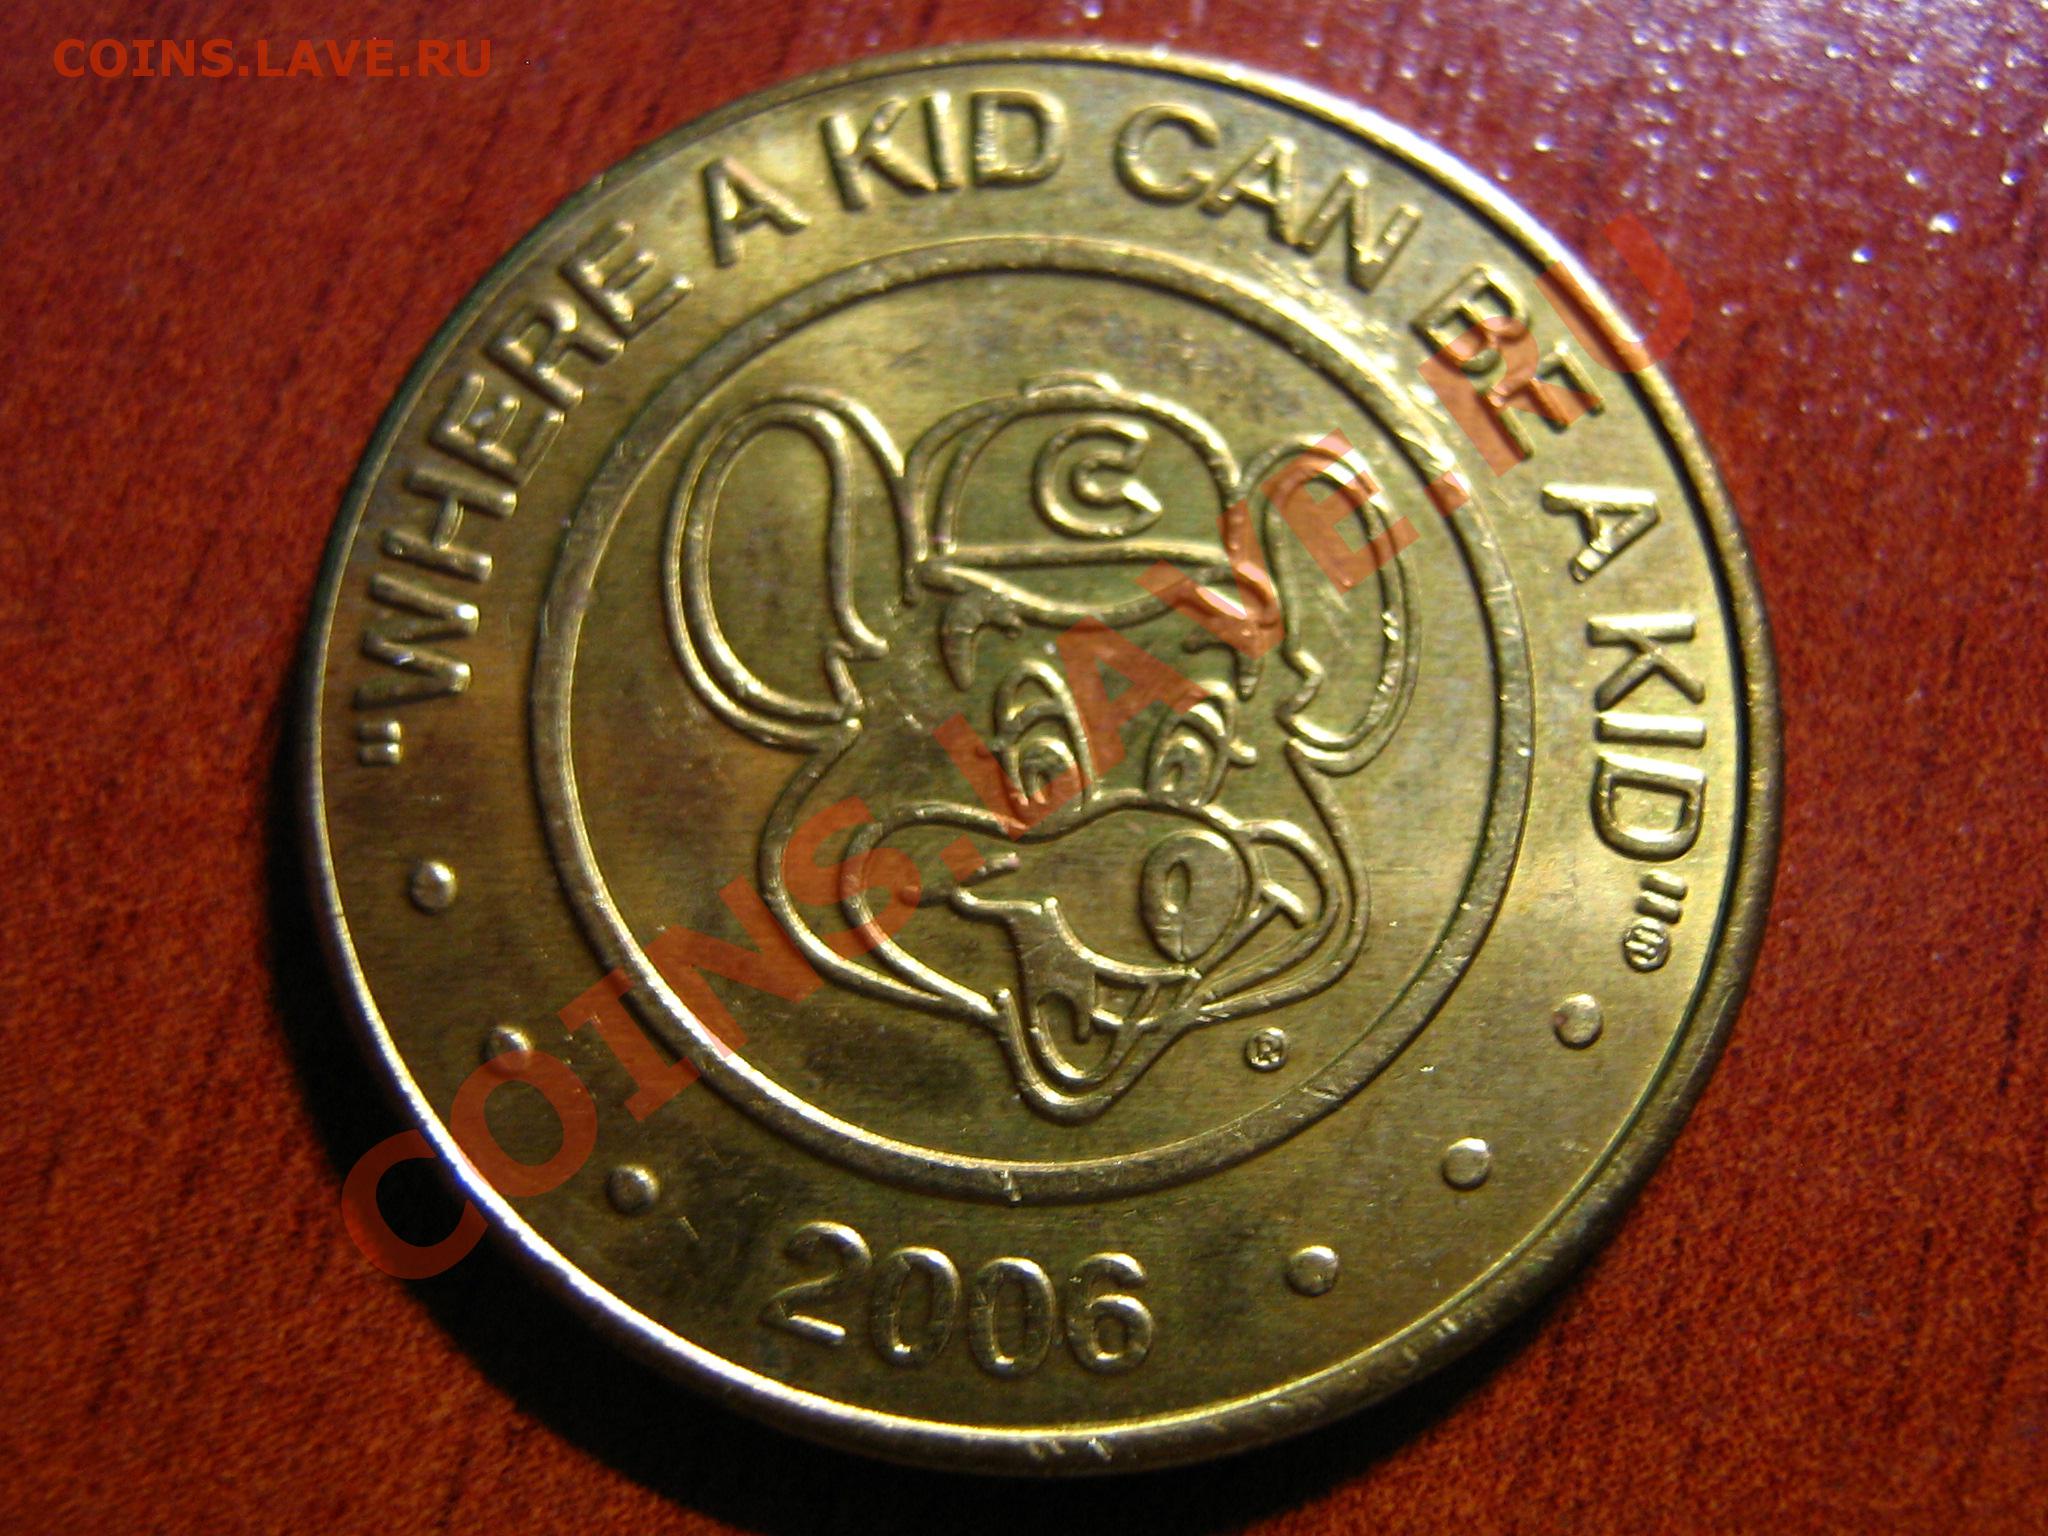 COINS.LAVE.RU
"WHERE A KID CAN BE A KID"®
C
®
2006
COINS.LAVE.RU